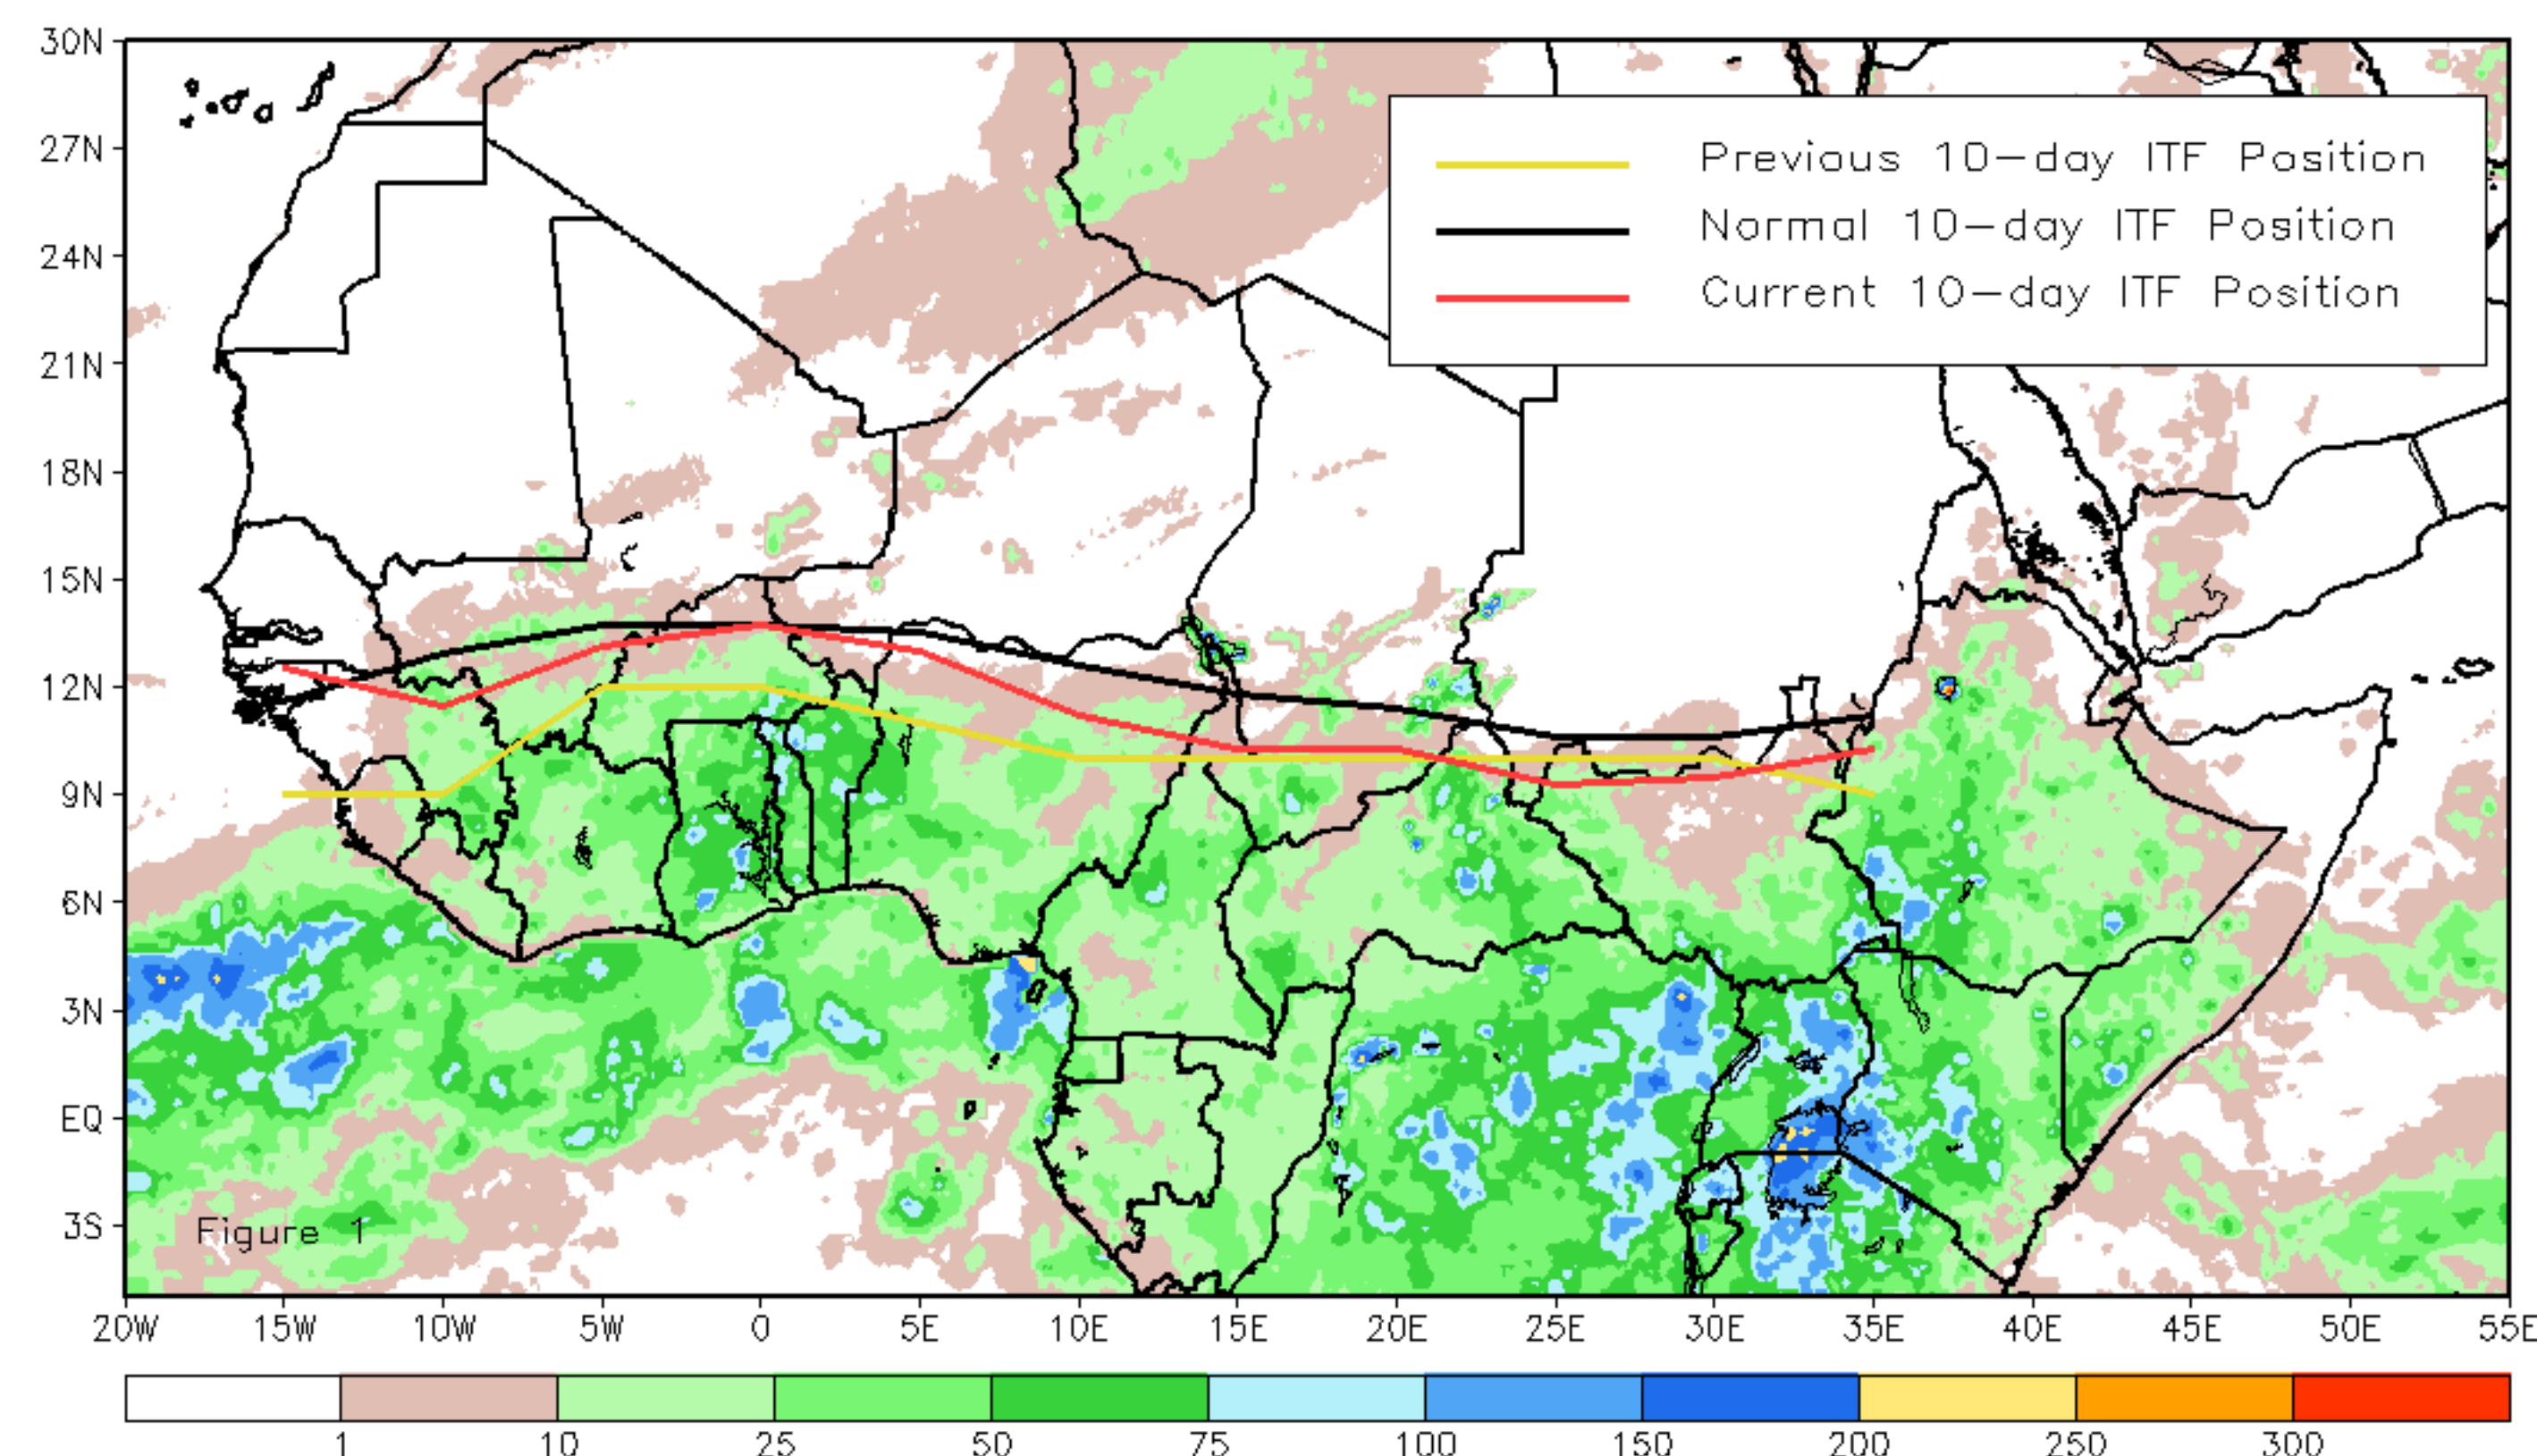 30N
27N
24N
21N
18N
15N
12N
9N
6N
3N
EQ
3S
Previous 10-day ITF Position
Normal 10-day ITF Position
Current 10-day ITF Position
Figure 1
20W 15W 10W 5W 0 5E 10E 15E 20E 25E 30E 35E 40E 45E 50E 55E
1 10 25 50 75 100 150 200 250 300